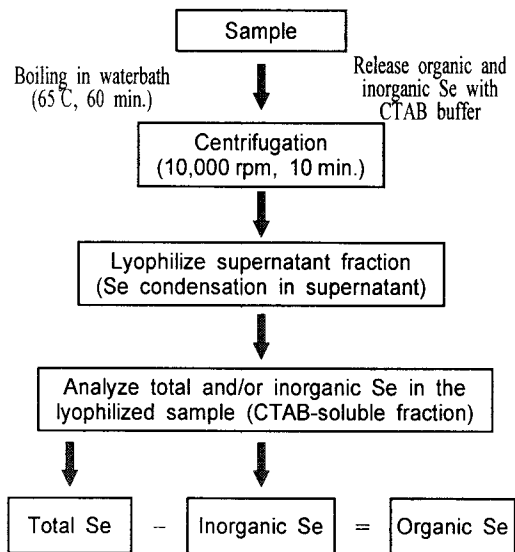 Sample
Boiling in waterbath
(65℃, 60 min.)
Release organic and
inorganic Se with
CTAB buffer
Centrifugation
(10,000 rpm, 10 min.)
Lyophilize supernatant fraction
(Se condensation in supernatant)
Analyze total and/or inorganic Se in the
lyophilized sample (CTAB-soluble fraction)
Total Se - Inorganic Se = Organic Se